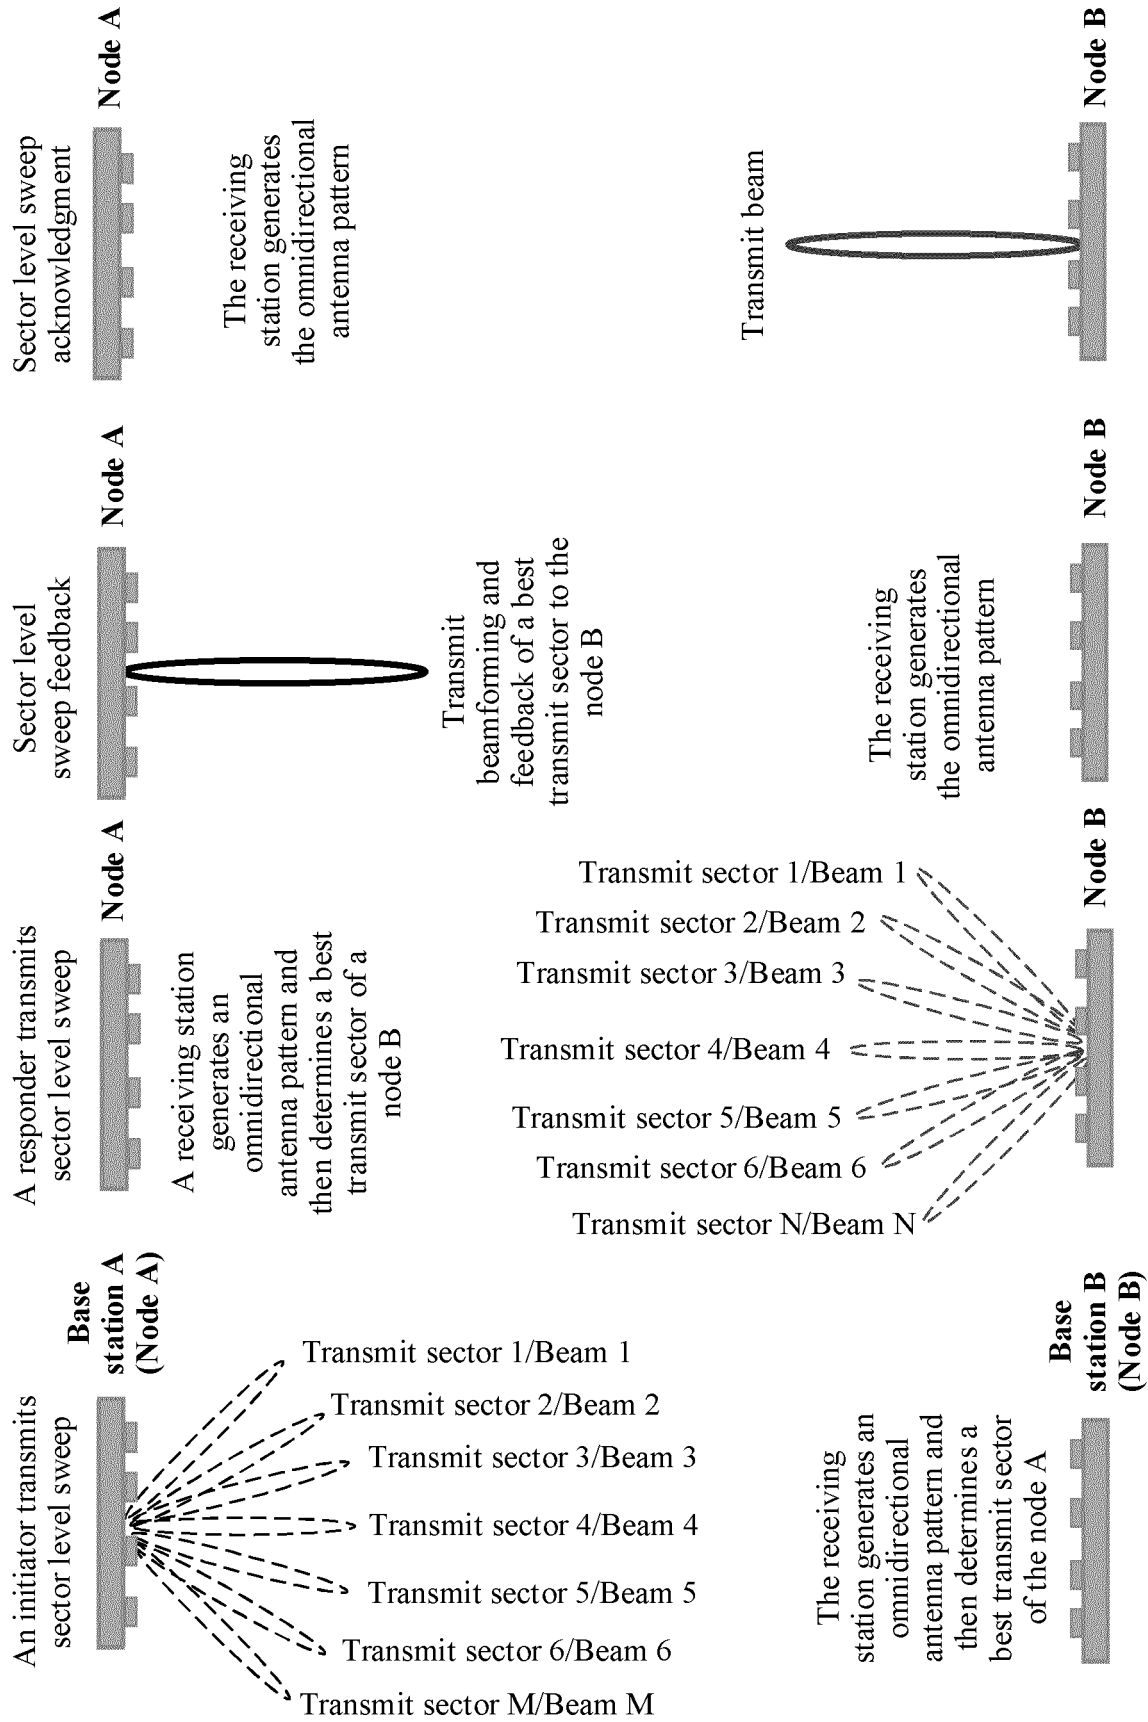 An initiator transmits
sector level sweep
Base
station A
(Node A)
Transmit sector 1/Beam 1
Transmit sector 2/Beam 2
Transmit sector 3/Beam 3
Transmit sector 4/Beam 4
Transmit sector 5/Beam 5
Transmit sector 6/Beam 6
Transmit sector M/Beam M
The receiving
station generates an
omnidirectional
antenna pattern and
then determines a
best transmit sector
of the node A
Base
station B
(Node B)
A responder transmits
sector level sweep
Node A
A receiving station
generates an
omnidirectional
antenna pattern and
then determines a best
transmit sector of a
node B
Transmit sector 1/Beam 1
Transmit sector 2/Beam 2
Transmit sector 3/Beam 3
Transmit sector 4/Beam 4
Transmit sector 5/Beam 5
Transmit sector 6/Beam 6
Transmit sector N/Beam N
Node B
Sector level
sweep feedback
Node A
Transmit
beamforming and
feedback of a best
transmit sector to the
node B
The receiving
station generates
the omnidirectional
antenna pattern
Node B
Sector level sweep
acknowledgment
Node A
The receiving
station generates
the omnidirectional
antenna pattern
Transmit beam
Node B